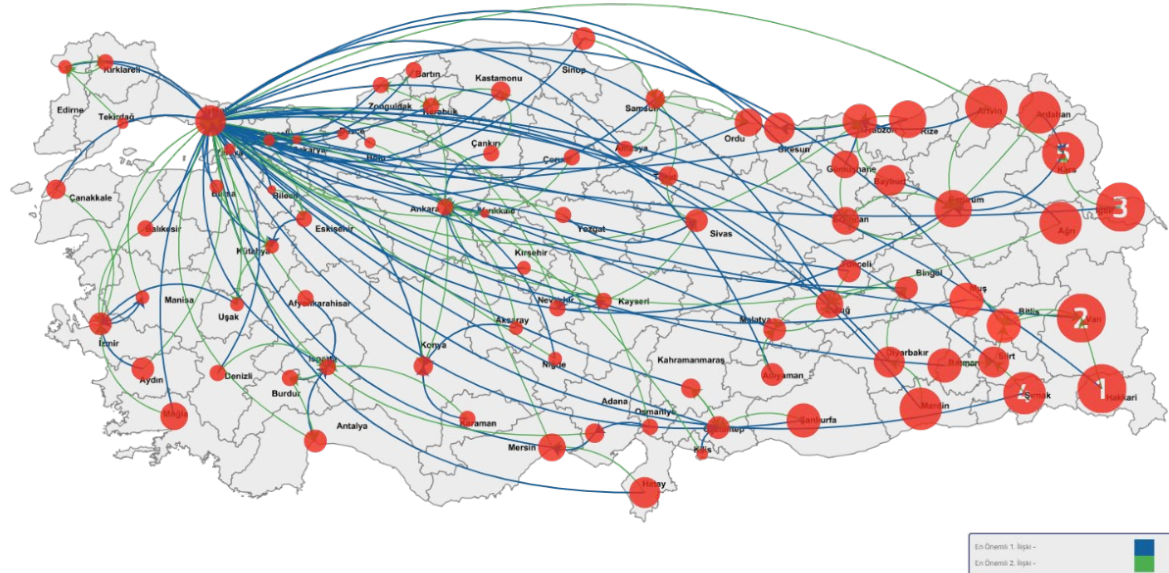 Kırklareli
Edirne
Tekirdağ
Bartın
Zonguldak
Karabük
Kastamonu
Sinop
Samsun
Ordu
Giresun
Trabzon
Rize
Artvin
Ardahan
5
Kars
Çankırı
Çorum
Amasya
Tokat
Gümüşhane
Bayburt
Erzincan
Erzurum
Ağrı
3
Iğdır
Çanakkale
Balıkesir
Bursa
Bilecik
Eskişehir
Kütahya
Ankara
Kırıkkale
Yozgat
Sivas
Kırşehir
Nevşehir
Kayseri
Tunceli
Bingöl
Muş
Bitlis
2
Van
Manisa
Uşak
Afyonkarahisar
Aksaray
Malatya
Elazığ
İzmir
Aydın
Denizli
Isparta
Burdur
Konya
Niğde
Kahramanmaraş
Adıyaman
Diyarbakır
Batman
Siirt
4
Şırnak
1
Hakkari
Mardin
Muğla
Antalya
Karaman
Mersin
Adana
Osmaniye
Gaziantep
Şanlıurfa
Kilis
Hatay
En Önemli 1. İlişki -
En Önemli 2. İlişki -